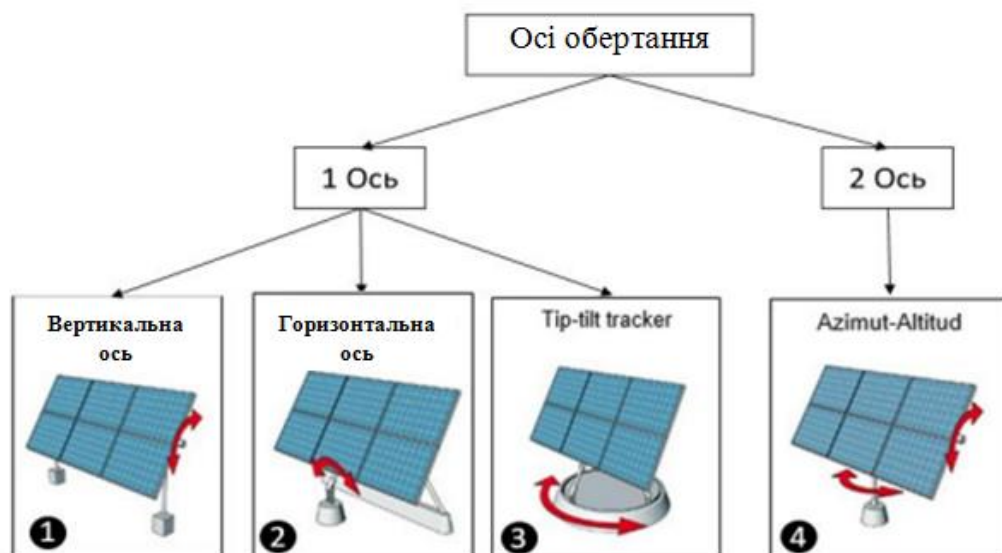 Осі обертання
1 Ось
2 Ось
Вертикальна
ось
Горизонтальна
ось
Tip-tilt tracker
Azimut-Altitud
1
2
3
4